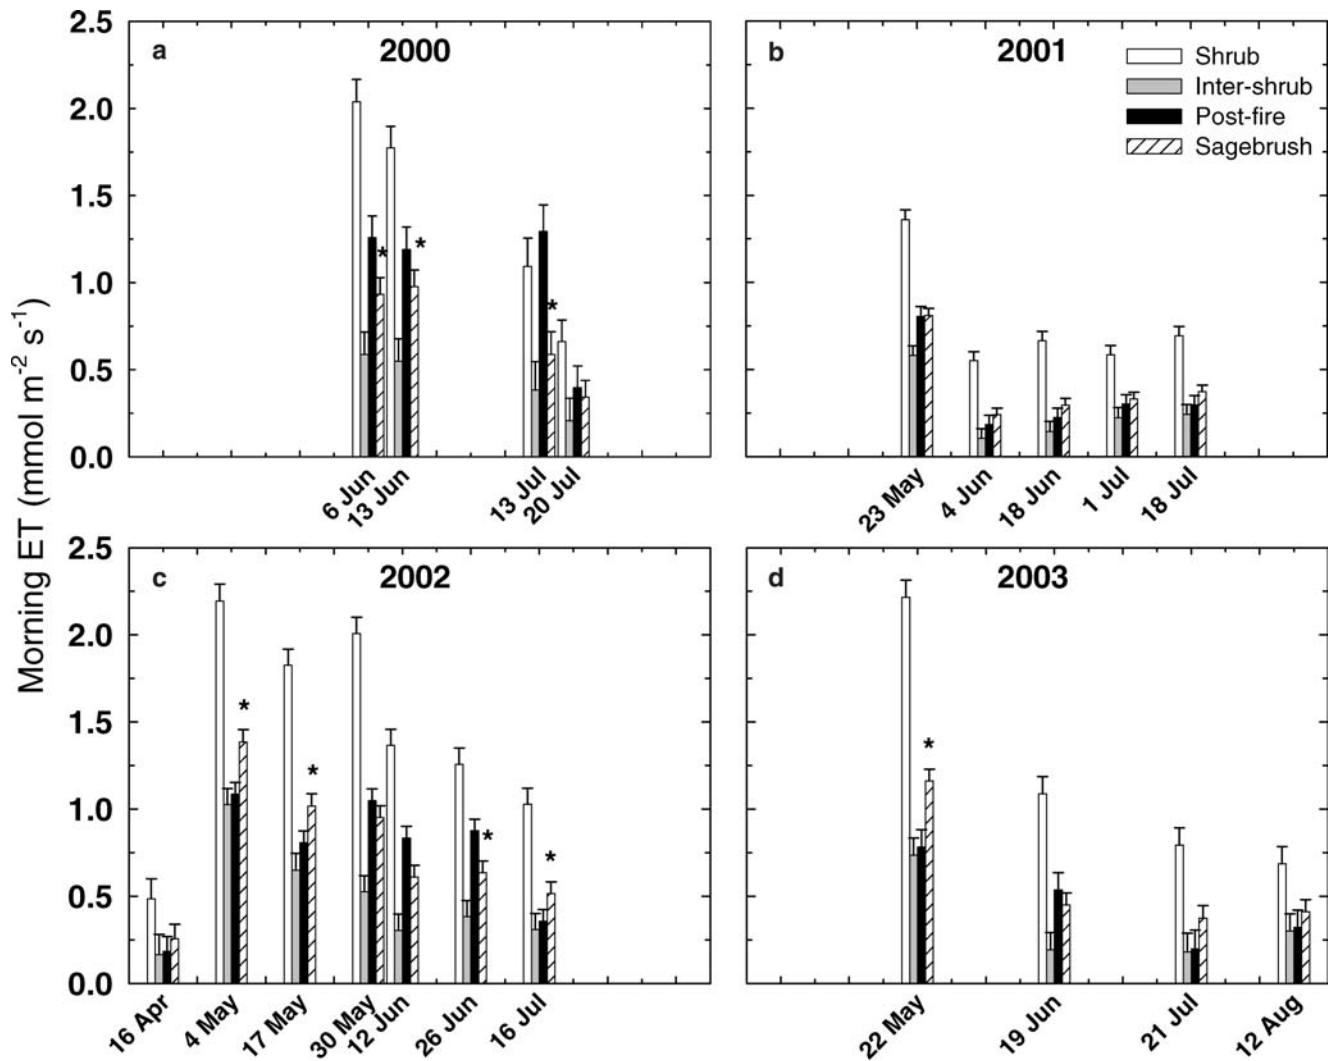 Morning ET (mmol m⁻² s⁻¹)
a
2000
2.5
2.0
1.5
1.0
0.5
0.0
*
*
*
6 Jun
13 Jun
13 Jul
20 Jul
b
2001
Shrub
Inter-shrub
Post-fire
Sagebrush
23 May
4 Jun
18 Jun
1 Jul
18 Jul
c
2002
2.5
2.0
1.5
1.0
0.5
0.0
*
*
*
*
16 Apr
4 May
17 May
30 May
12 Jun
26 Jun
16 Jul
d
2003
*
22 May
19 Jun
21 Jul
12 Aug